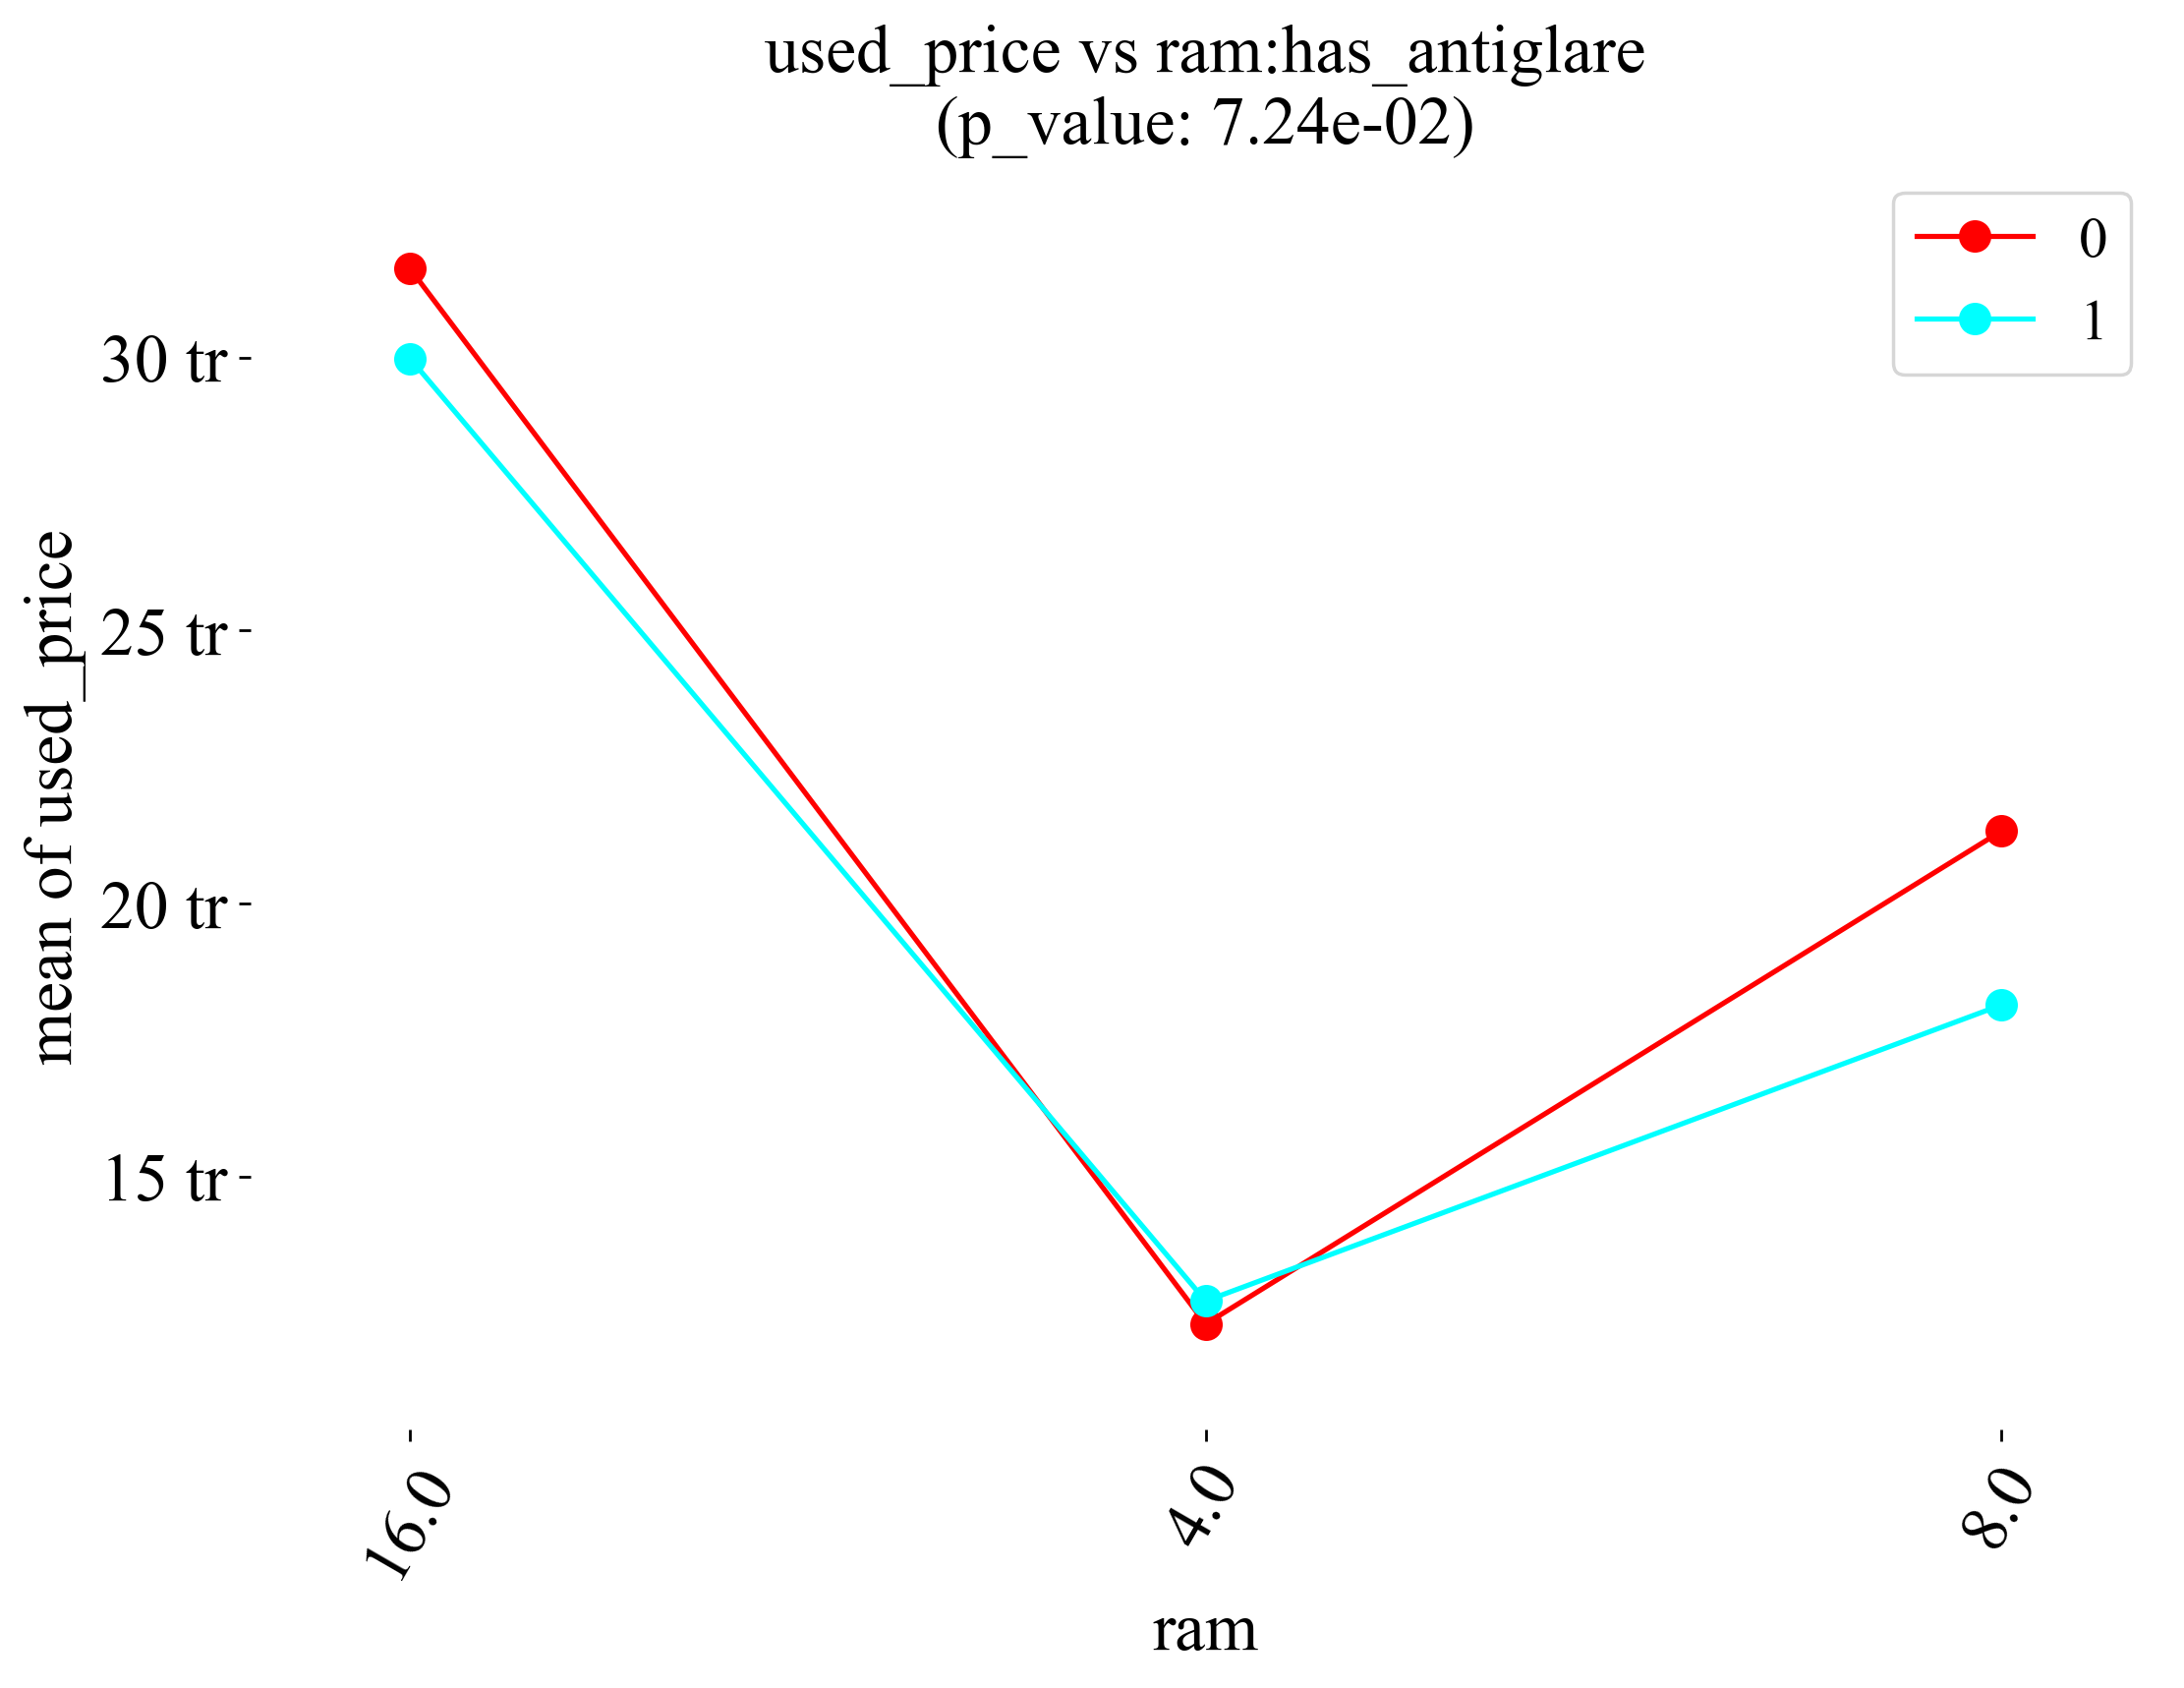 used_price vs ram:has_antiglare
(p_value: 7.24e-02)
0
1
mean of used_price
30 tr
25 tr
20 tr
15 tr
16.0
4.0
8.0
ram